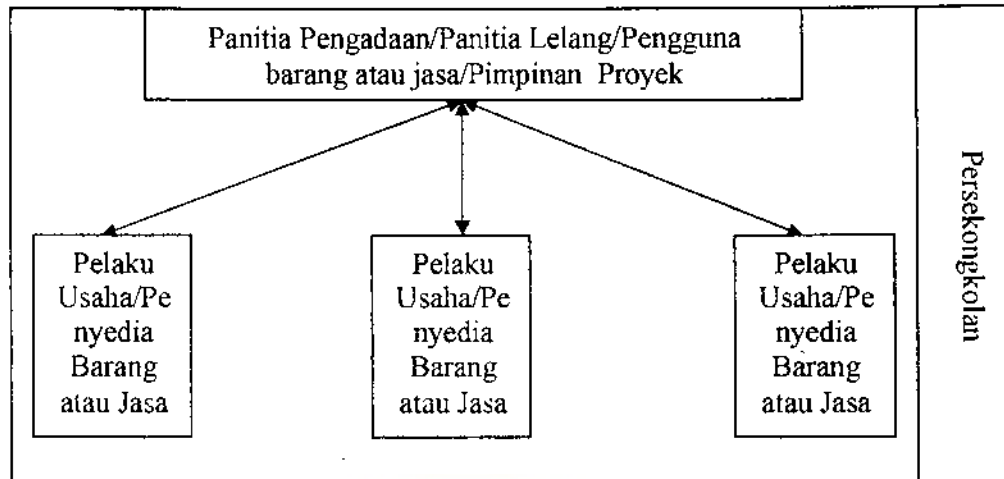 Panitia Pengadaan/Panitia Lelang/Pengguna
barang atau jasa/Pimpinan Proyek
Pelaku
Usaha/Pe
nyedia
Barang
atau Jasa
Pelaku
Usaha/Pe
nyedia
Barang
atau Jasa
Pelaku
Usaha/Pe
nyedia
Barang
atau Jasa
Persekongkolan